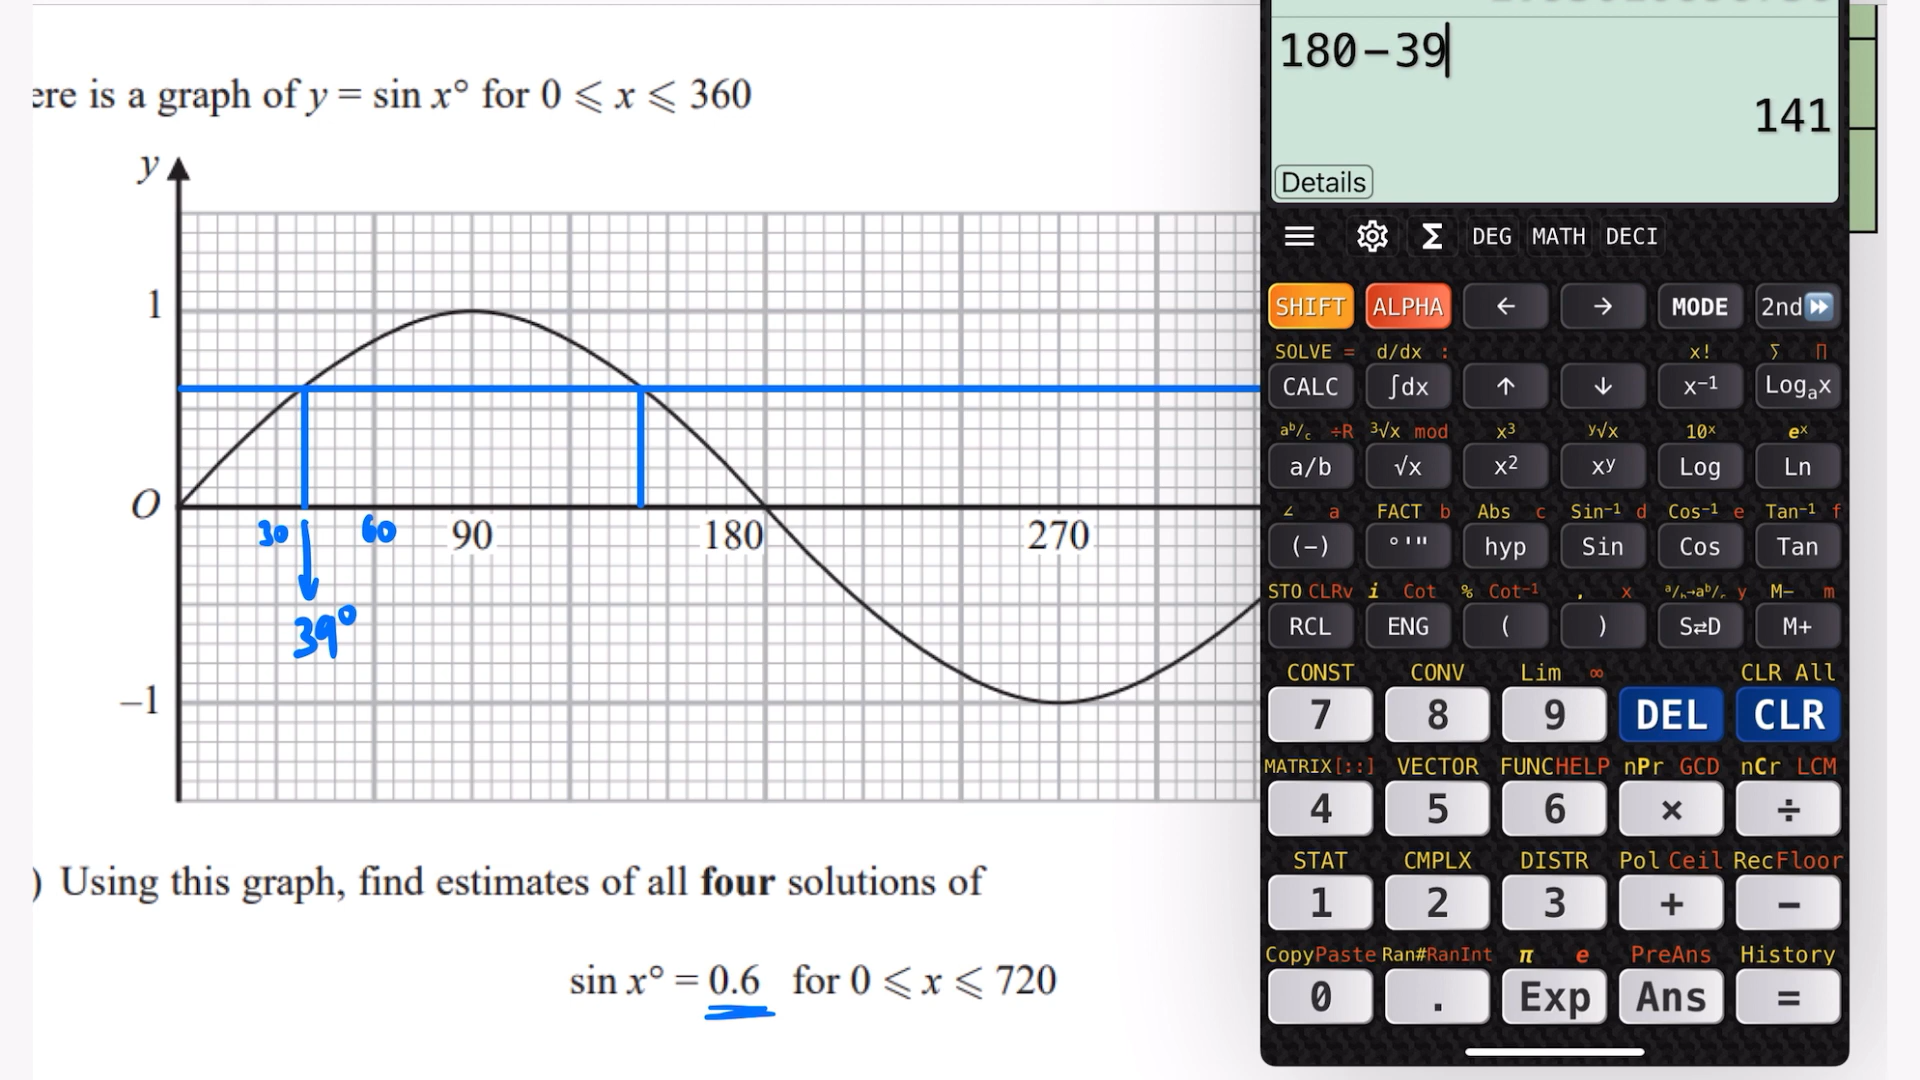 ere is a graph of y = sin x° for 0 ⩽ x ⩽ 360
y
1
O
30
60
90
180
270
39°
−1
) Using this graph, find estimates of all four solutions of
sin x° = 0.6 for 0 ⩽ x ⩽ 720
180−39
141
Details
DEG MATH DECI
SHIFT ALPHA ← → MODE 2nd
SOLVE = d/dx : x! ∑ ∏
CALC ∫dx ↑ ↓ x⁻¹ Logₐx
aᵇ/c ÷R ³√x mod x³ ʸ√x 10ˣ eˣ
a/b √x x² xʸ Log Ln
∠ a FACT b Abs c Sin⁻¹ d Cos⁻¹ e Tan⁻¹ f
(−) °'" hyp Sin Cos Tan
STO CLRv i Cot % Cot⁻¹ , x y M− m
RCL ENG ( ) S⇄D M+
CONST CONV Lim ∞ CLR All
7 8 9 DEL CLR
MATRIX[::] VECTOR FUNC HELP nPr GCD nCr LCM
4 5 6 × ÷
STAT CMPLX DISTR Pol Ceil Rec Floor
1 2 3 + −
Copy Paste Ran# RanInt π e PreAns History
0 . Exp Ans =